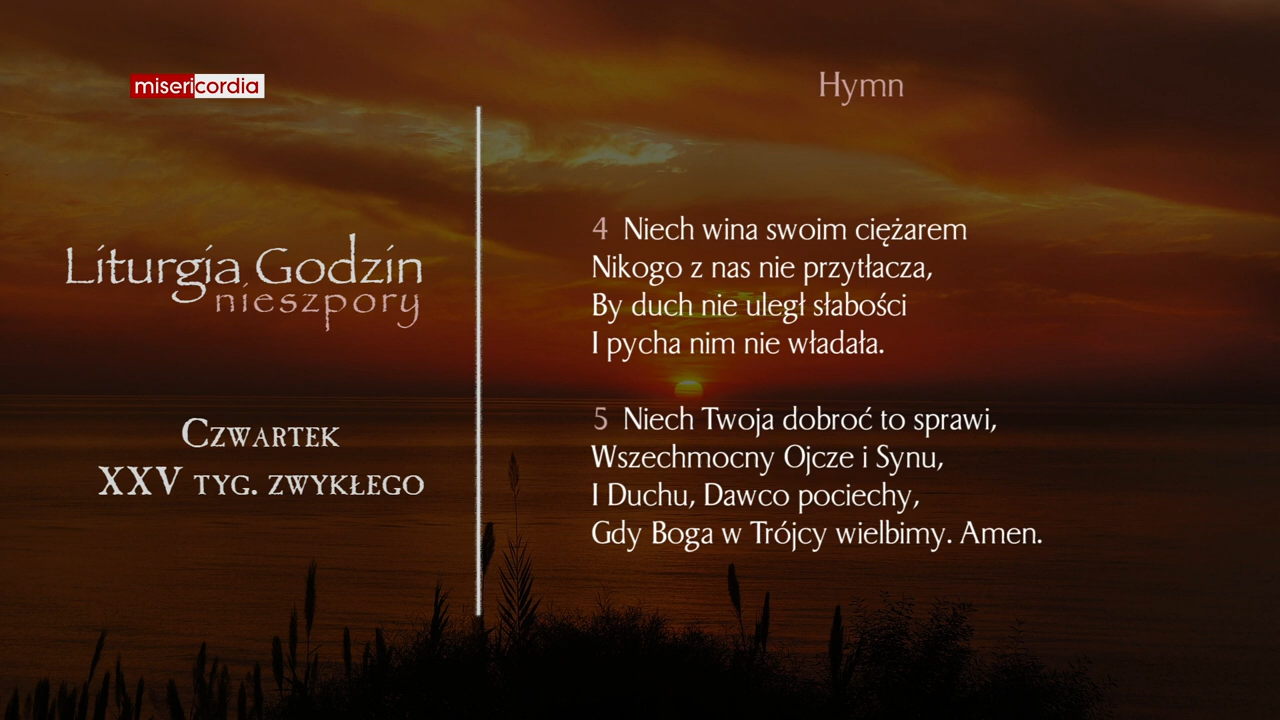 misericordia
Liturgia Godzin
nieszpory
Czwartek
XXV tyg. zwykłego
Hymn
4 Niech wina swoim ciężarem
Nikogo z nas nie przytłacza,
By duch nie uległ słabości
I pycha nim nie władała.
5 Niech Twoja dobroć to sprawi,
Wszechmocny Ojcze i Synu,
I Duchu, Dawco pociechy,
Gdy Boga w Trójcy wielbimy. Amen.